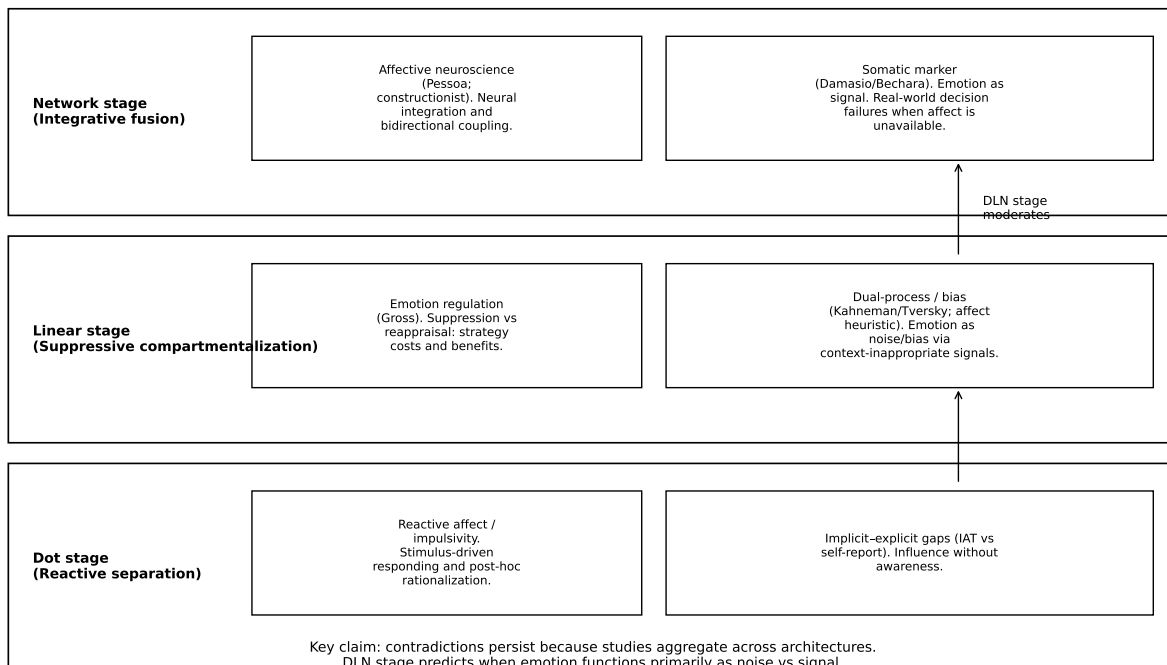 Network stage
(Integrative fusion)
Affective neuroscience
(Pessoa;
constructionist). Neural
integration and
bidirectional coupling.
Somatic marker
(Damasio/Bechara). Emotion as
signal. Real-world decision
failures when affect is
unavailable.
DLN stage
moderates
Linear stage
(Suppressive compartmentalization)
Emotion regulation
(Gross). Suppression vs
reappraisal: strategy
costs and benefits.
Dual-process / bias
(Kahneman/Tversky; affect
heuristic). Emotion as
noise/bias via
context-inappropriate signals.
Dot stage
(Reactive separation)
Reactive affect /
impulsivity.
Stimulus-driven
responding and post-hoc
rationalization.
Implicit–explicit gaps (IAT vs
self-report). Influence without
awareness.
Key claim: contradictions persist because studies aggregate across architectures.
DLN stage predicts when emotion functions primarily as noise vs signal.